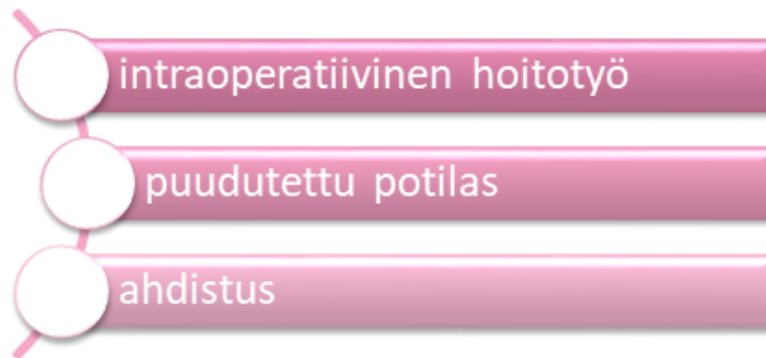 intraoperatiivinen hoitotyö
puudutettu potilas
ahdistus